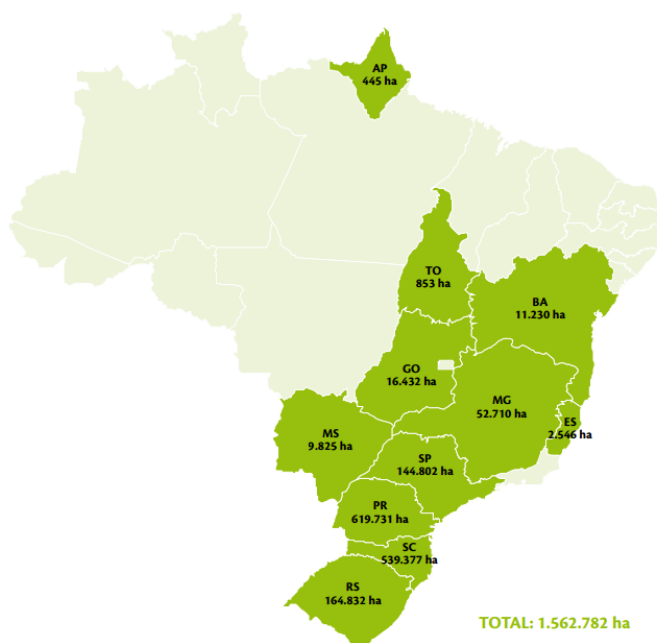 AP
445 ha
TO
853 ha
BA
11.230 ha
GO
16.432 ha
MG
52.710 ha
ES
2.546 ha
MS
9.825 ha
SP
144.802 ha
PR
619.731 ha
SC
539.377 ha
RS
164.832 ha
TOTAL: 1.562.782 ha